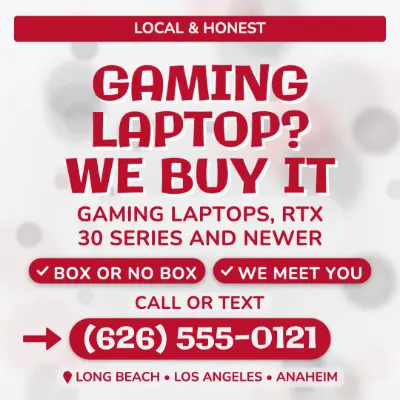 LOCAL & HONEST
GAMING
LAPTOP?
WE BUY IT
GAMING LAPTOPS, RTX
30 SERIES AND NEWER
BOX OR NO BOX WE MEET YOU
CALL OR TEXT
(626) 555-0121
LONG BEACH • LOS ANGELES • ANAHEIM